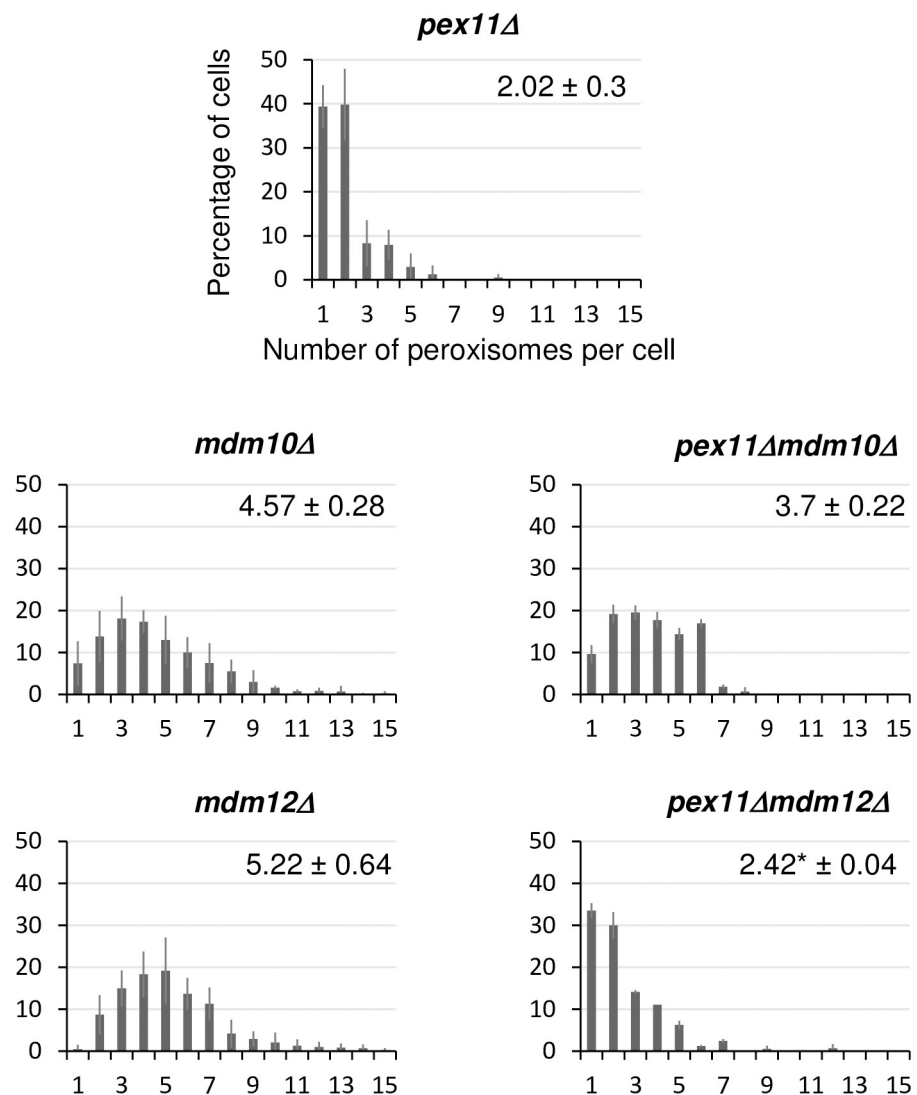 pex11Δ
Percentage of cells
50
40
30
20
10
0
2.02 ± 0.3
1 3 5 7 9 11 13 15
Number of peroxisomes per cell
mdm10Δ
50
40
30
20
10
0
4.57 ± 0.28
1 3 5 7 9 11 13 15
pex11Δmdm10Δ
50
40
30
20
10
0
3.7 ± 0.22
1 3 5 7 9 11 13 15
mdm12Δ
50
40
30
20
10
0
5.22 ± 0.64
1 3 5 7 9 11 13 15
pex11Δmdm12Δ
50
40
30
20
10
0
2.42* ± 0.04
1 3 5 7 9 11 13 15